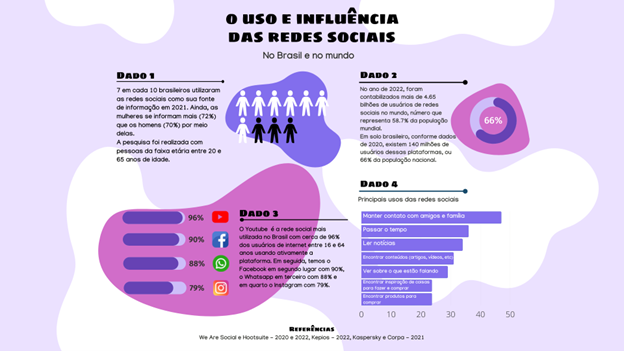 O USO E INFLUÊNCIA
DAS REDES SOCIAIS
No Brasil e no mundo
DADO 1
7 em cada 10 brasileiros utilizaram
as redes sociais como sua fonte
de informação em 2021. Ainda, as
mulheres se informam mais (72%)
que os homens (70%) por meio
delas.
A pesquisa foi realizada com
pessoas da faixa etária entre 20 e
65 anos de idade.
DADO 2
No ano de 2022, foram
contabilizados mais de 4.65
bilhões de usuários de redes
sociais no mundo, número que
representa 58.7% da população
mundial.
Em solo brasileiro, conforme dados
de 2020, existem 140 milhões de
usuários dessas plataformas, ou
66% da população nacional.
66%
96%
90%
88%
79%
DADO 3
O Youtube é a rede social mais
utilizada no Brasil com cerca de 96%
dos usuários de internet entre 16 e 64
anos usando ativamente a
plataforma. Em seguida, temos o
Facebook em segundo lugar com 90%,
o Whatsapp em terceiro com 88% e
em quarto o Instagram com 79%.
DADO 4
Principais usos das redes sociais
Manter contato com amigos e família
Passar o tempo
Ler notícias
Encontrar conteúdos (artigos, vídeos, etc)
Ver sobre o que estão falando
Encontrar inspiração de coisas
para fazer e comprar
Encontrar produtos para
comprar
0 10 20 30 40 50
REFERÊNCIAS
We Are Social e Hootsuite - 2020 e 2022, Kepios - 2022, Kaspersky e Corpa - 2021